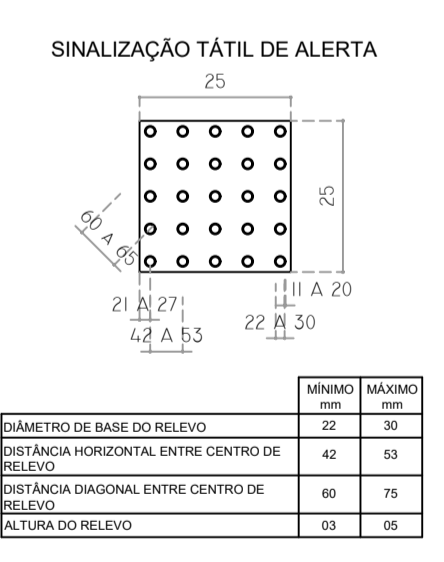 SINALIZAÇÃO TÁTIL DE ALERTA
25
25
60 A 65
21 A 27
42 A 53
11 A 20
22 A 30
MÍNIMO MÁXIMO
mm mm
DIÂMETRO DE BASE DO RELEVO 22 30
DISTÂNCIA HORIZONTAL ENTRE CENTRO DE
RELEVO 42 53
DISTÂNCIA DIAGONAL ENTRE CENTRO DE
RELEVO 60 75
ALTURA DO RELEVO 03 05